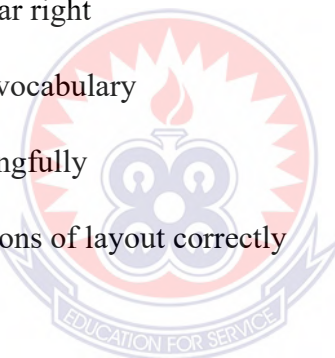 ar right
vocabulary
ngfully
ons of layout correctly
EDUCATION FOR SERVICE